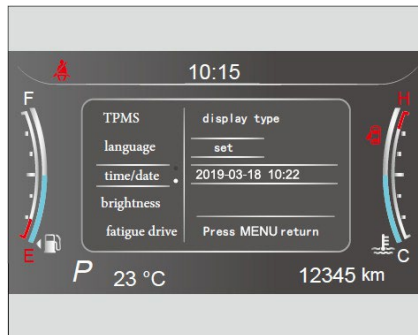 10:15
F
H
TPMS
display type
language
set
time/date
2019-03-18 10:22
brightness
fatigue drive
Press MENU return
E
C
P
23 °C
12345 km